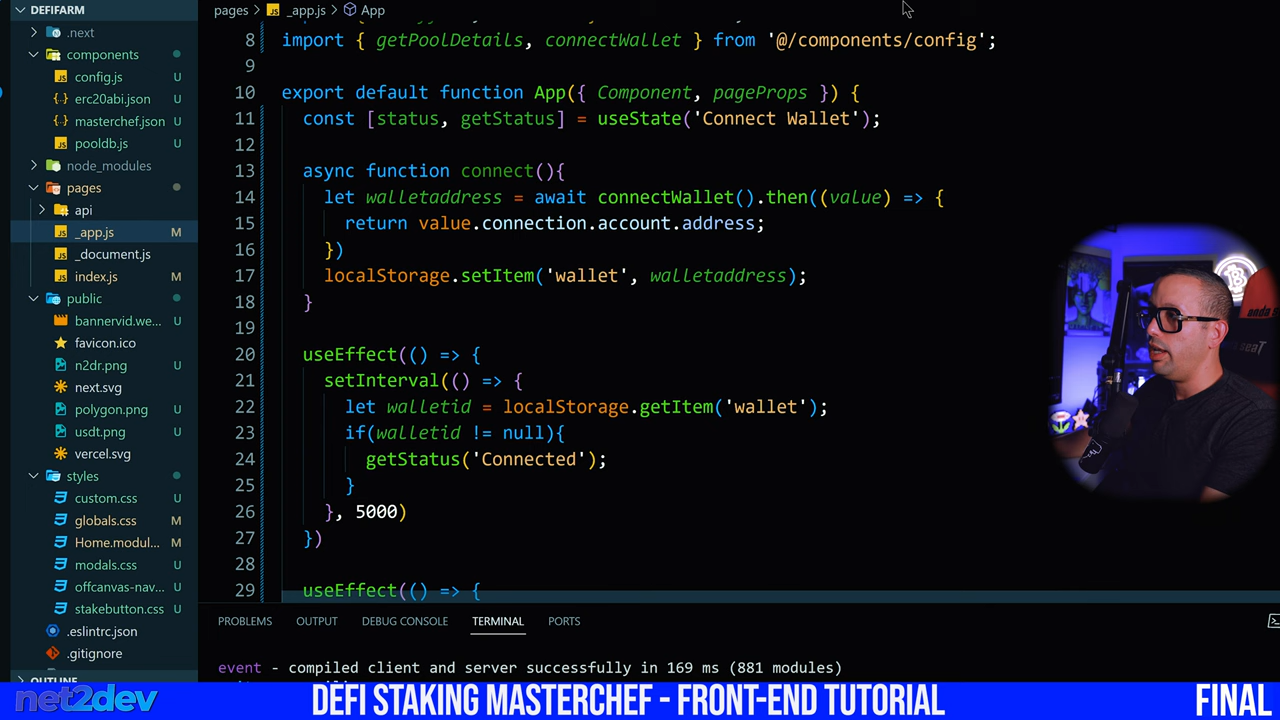 DEFIFARM
.next
components
config.js U
erc20abi.json U
masterchef.json U
pooldb.js U
node_modules
pages
api
_app.js M
_document.js
index.js M
public
bannervid.we... U
favicon.ico
n2dr.png U
next.svg
polygon.png U
usdt.png U
vercel.svg
styles
custom.css U
globals.css M
Home.modul... M
modals.css U
offcanvas-nav... U
stakebutton.css U
.eslintrc.json
.gitignore
OUTLINE
pages > _app.js > App
8 import { getPoolDetails, connectWallet } from '@/components/config';
9
10 export default function App({ Component, pageProps }) {
11 const [status, getStatus] = useState('Connect Wallet');
12
13 async function connect(){
14 let walletaddress = await connectWallet().then((value) => {
15 return value.connection.account.address;
16 })
17 localStorage.setItem('wallet', walletaddress);
18 }
19
20 useEffect(() => {
21 setInterval(() => {
22 let walletid = localStorage.getItem('wallet');
23 if(walletid != null){
24 getStatus('Connected');
25 }
26 }, 5000)
27 })
28
29 useEffect(() => {
PROBLEMS OUTPUT DEBUG CONSOLE TERMINAL PORTS
event - compiled client and server successfully in 169 ms (881 modules)
net2dev DEFI STAKING MASTERCHEF - FRONT-END TUTORIAL FINAL